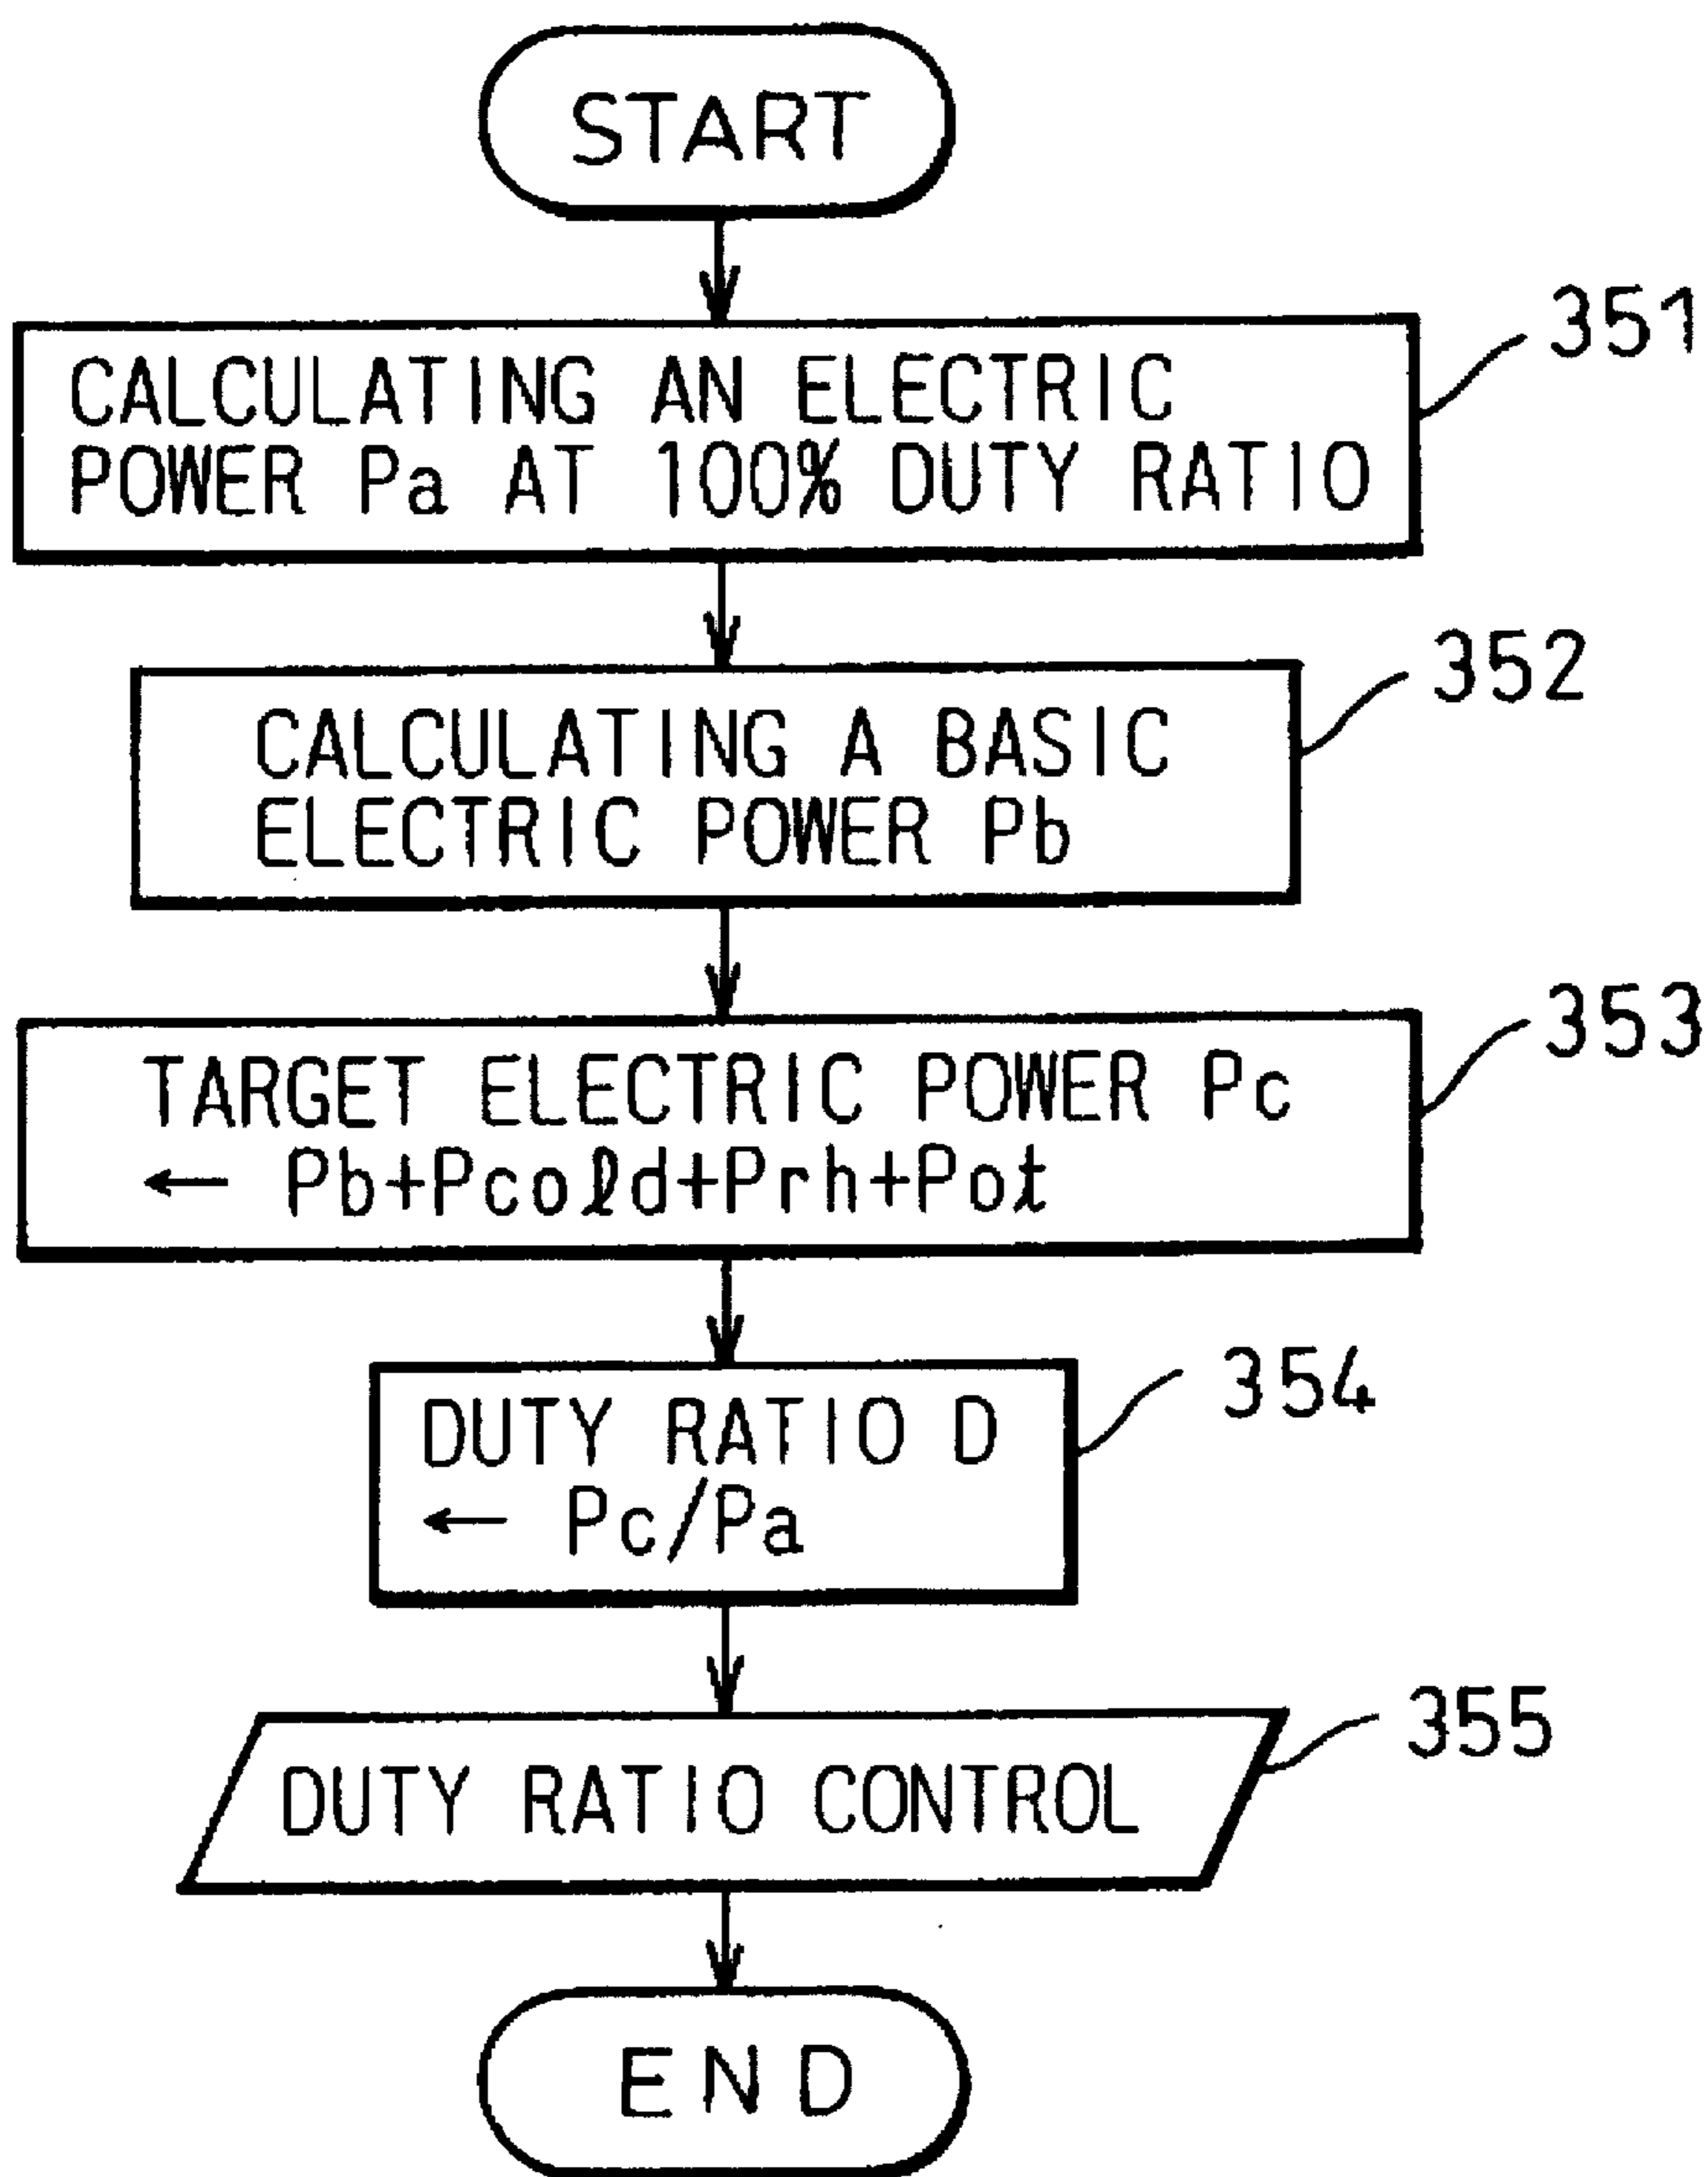 START
351
CALCULATING AN ELECTRIC
POWER Pa AT 100% DUTY RATIO
352
CALCULATING A BASIC
ELECTRIC POWER Pb
353
TARGET ELECTRIC POWER Pc
← Pb+Pcold+Prh+Pot
354
DUTY RATIO D
← Pc/Pa
355
DUTY RATIO CONTROL
END